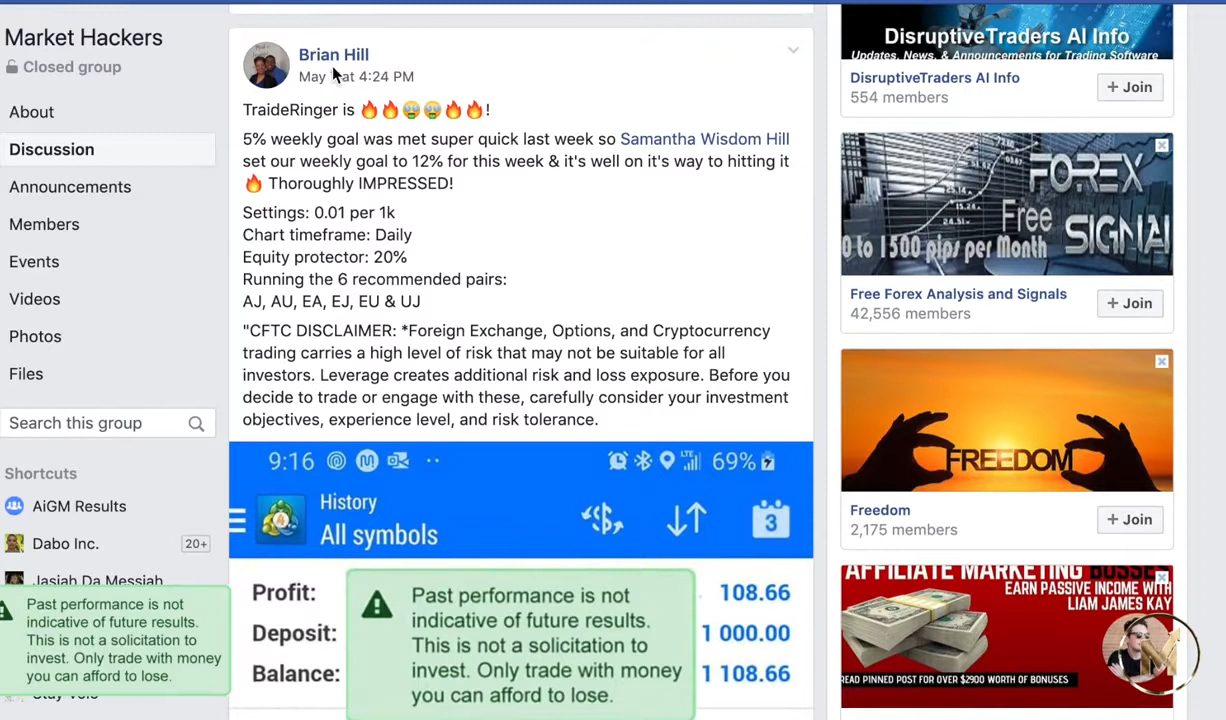 Market Hackers
Closed group
About
Discussion
Announcements
Members
Events
Videos
Photos
Files
Search this group
Shortcuts
AiGM Results
Dabo Inc.
20+
Jasiah Da Messiah
Past performance is not
indicative of future results.
This is not a solicitation to
invest. Only trade with money
you can afford to lose.
Brian Hill
May at 4:24 PM
TraideRinger is 🔥🔥🤑🤑🔥🔥!
5% weekly goal was met super quick last week so Samantha Wisdom Hill
set our weekly goal to 12% for this week & it's well on it's way to hitting it
🔥 Thoroughly IMPRESSED!
Settings: 0.01 per 1k
Chart timeframe: Daily
Equity protector: 20%
Running the 6 recommended pairs:
AJ, AU, EA, EJ, EU & UJ
"CFTC DISCLAIMER: *Foreign Exchange, Options, and Cryptocurrency
trading carries a high level of risk that may not be suitable for all
investors. Leverage creates additional risk and loss exposure. Before you
decide to trade or engage with these, carefully consider your investment
objectives, experience level, and risk tolerance.
9:16
LTE
69%
History
All symbols
3
Profit: 108.66
Deposit: 1 000.00
Balance: 1 108.66
Past performance is not
indicative of future results.
This is not a solicitation to
invest. Only trade with money
you can afford to lose.
DisruptiveTraders AI Info
Updates, News, & Announcements for Trading Software
DisruptiveTraders AI Info
554 members
+ Join
FOREX
Free
SIGNAL
0 to 1500 pips per Month
Free Forex Analysis and Signals
42,556 members
+ Join
FREEDOM
Freedom
2,175 members
+ Join
AFFILIATE MARKETING BOSSES
EARN PASSIVE INCOME WITH
LIAM JAMES KAY
READ PINNED POST FOR OVER $2900 WORTH OF BONUSES